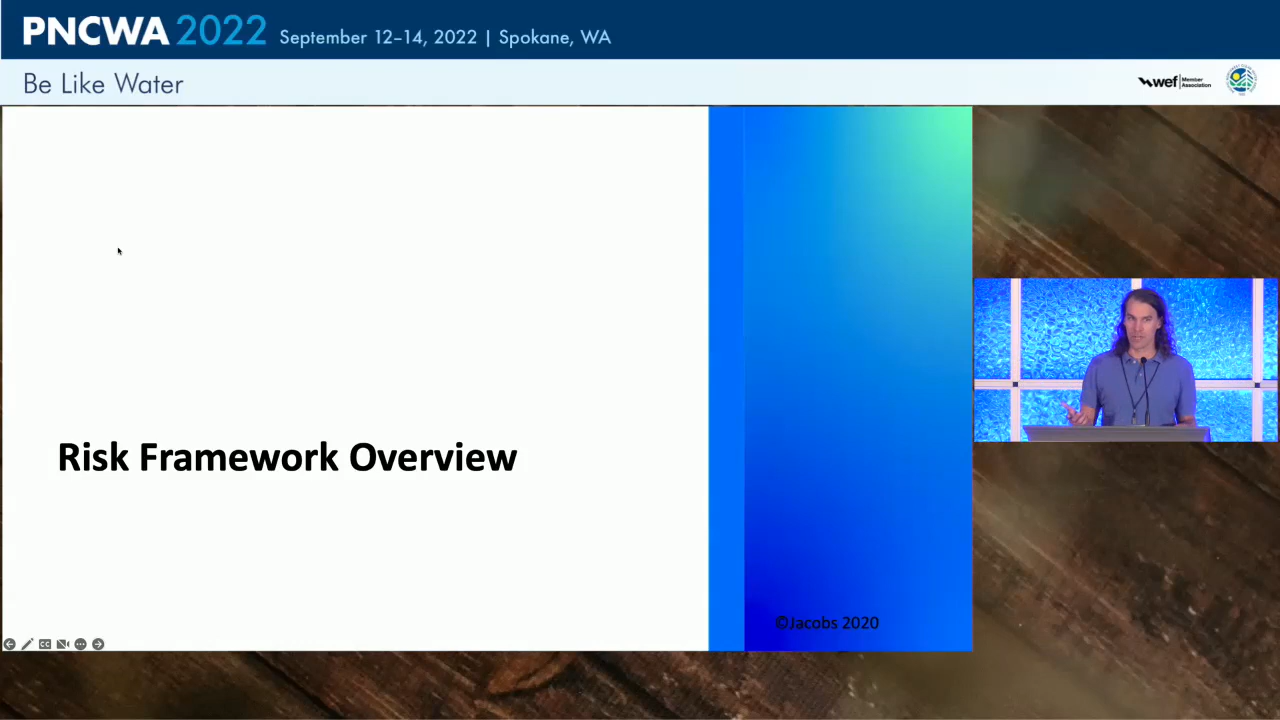 PNCWA 2022 September 12–14, 2022 | Spokane, WA
Be Like Water
wef Member Association
Risk Framework Overview
©Jacobs 2020
CC